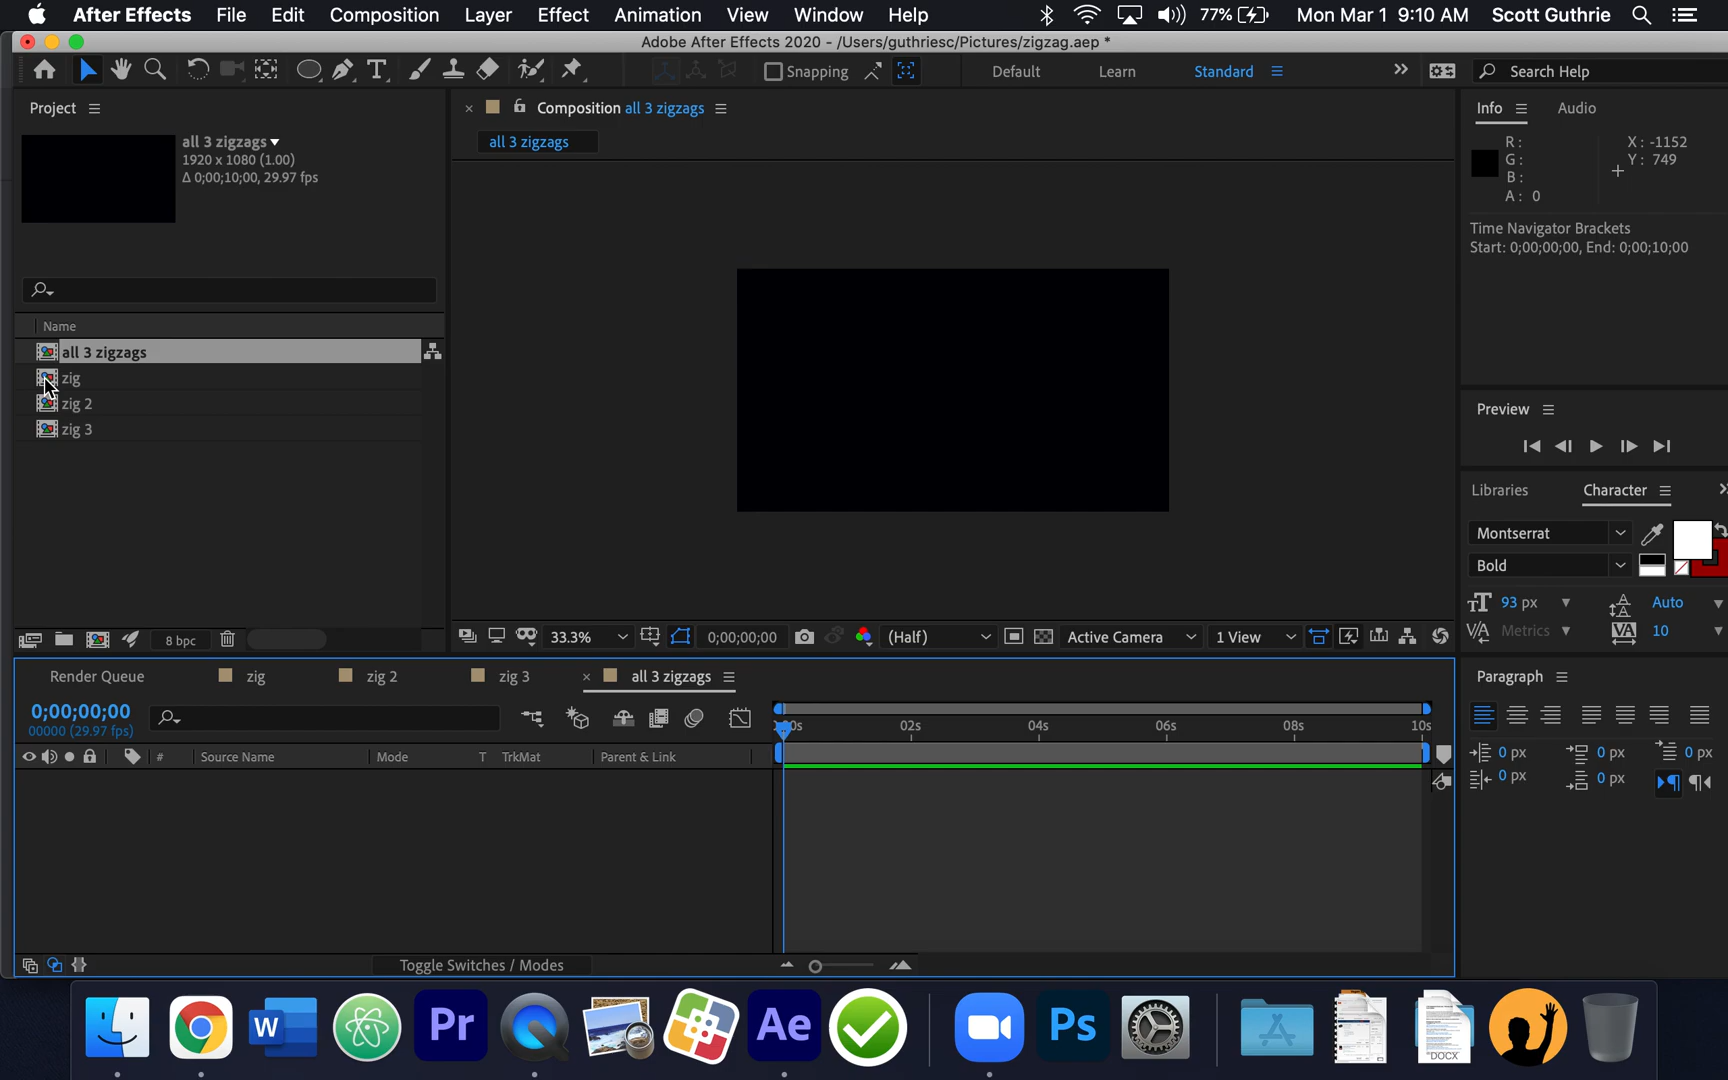 After Effects File Edit Composition Layer Effect Animation View Window Help 77% Mon Mar 1 9:10 AM Scott Guthrie
Adobe After Effects 2020 - /Users/guthriesc/Pictures/zigzag.aep *
Snapping Default Learn Standard Search Help
Project
all 3 zigzags
1920 x 1080 (1.00)
Δ 0;00;10;00, 29.97 fps
Composition all 3 zigzags
all 3 zigzags
Info Audio
R :
G :
B :
A : 0
X : -1152
Y : 749
Time Navigator Brackets
Start: 0;00;00;00, End: 0;00;10;00
Name
all 3 zigzags
zig
zig 2
zig 3
Preview
Libraries Character
Montserrat
Bold
93 px Auto
Metrics 10
8 bpc
33.3% 0;00;00;00 (Half) Active Camera 1 View
Render Queue zig zig 2 zig 3 all 3 zigzags
0;00;00;00
00000 (29.97 fps)
02s 04s 06s 08s 10s
# Source Name Mode T TrkMat Parent & Link
Toggle Switches / Modes
Paragraph
0 px 0 px 0 px
0 px 0 px
W Pr Ae Ps
DOCX